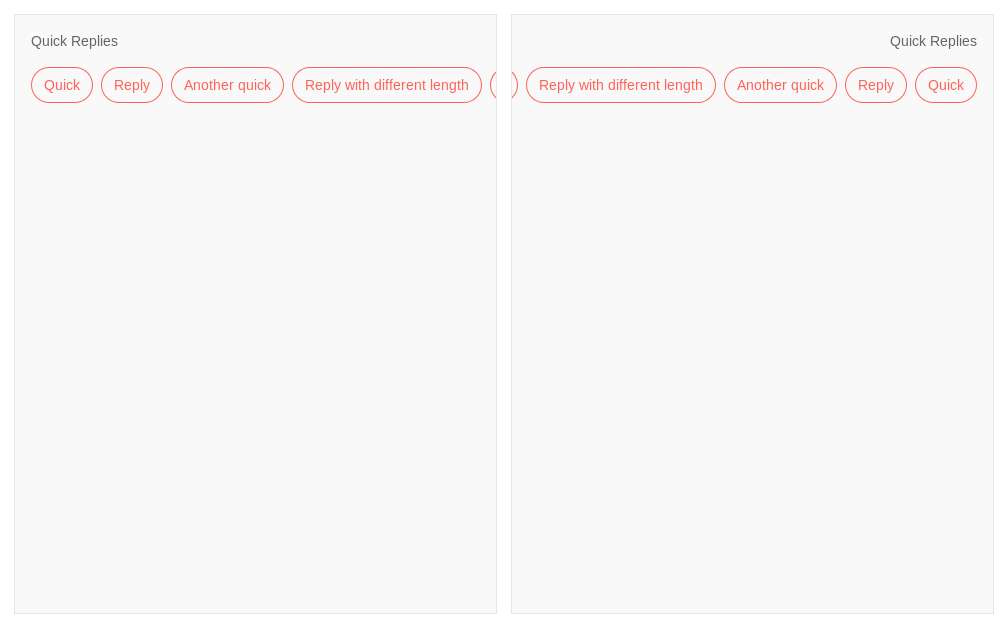 Quick Replies
Quick Reply Another quick Reply with different length
Quick Replies
Reply with different length Another quick Reply Quick